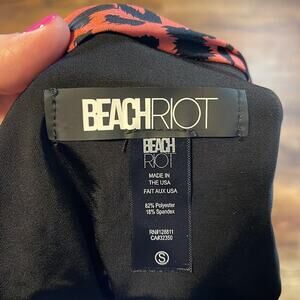 BEACHRIOT
BEACH
RIOT
MADE IN
THE USA
FAIT AUX USA
82% Polyester
18% Spandex
RN#128811
CA#32350
S